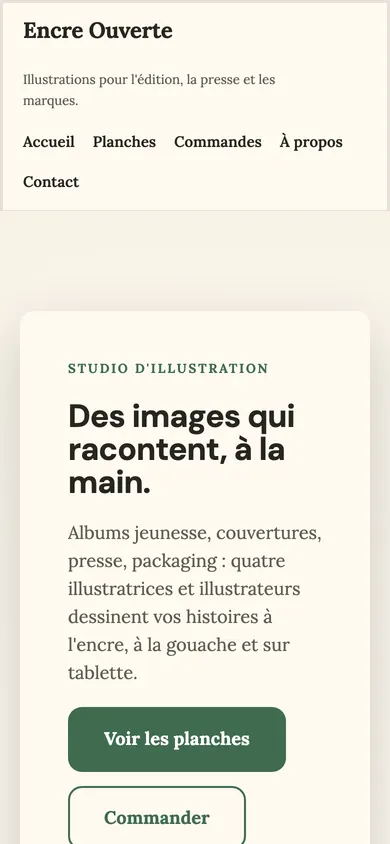 Encre Ouverte
Illustrations pour l'édition, la presse et les
marques.
Accueil Planches Commandes À propos
Contact
STUDIO D'ILLUSTRATION
Des images qui
racontent, à la
main.
Albums jeunesse, couvertures,
presse, packaging : quatre
illustratrices et illustrateurs
dessinent vos histoires à
l'encre, à la gouache et sur
tablette.
Voir les planches
Commander